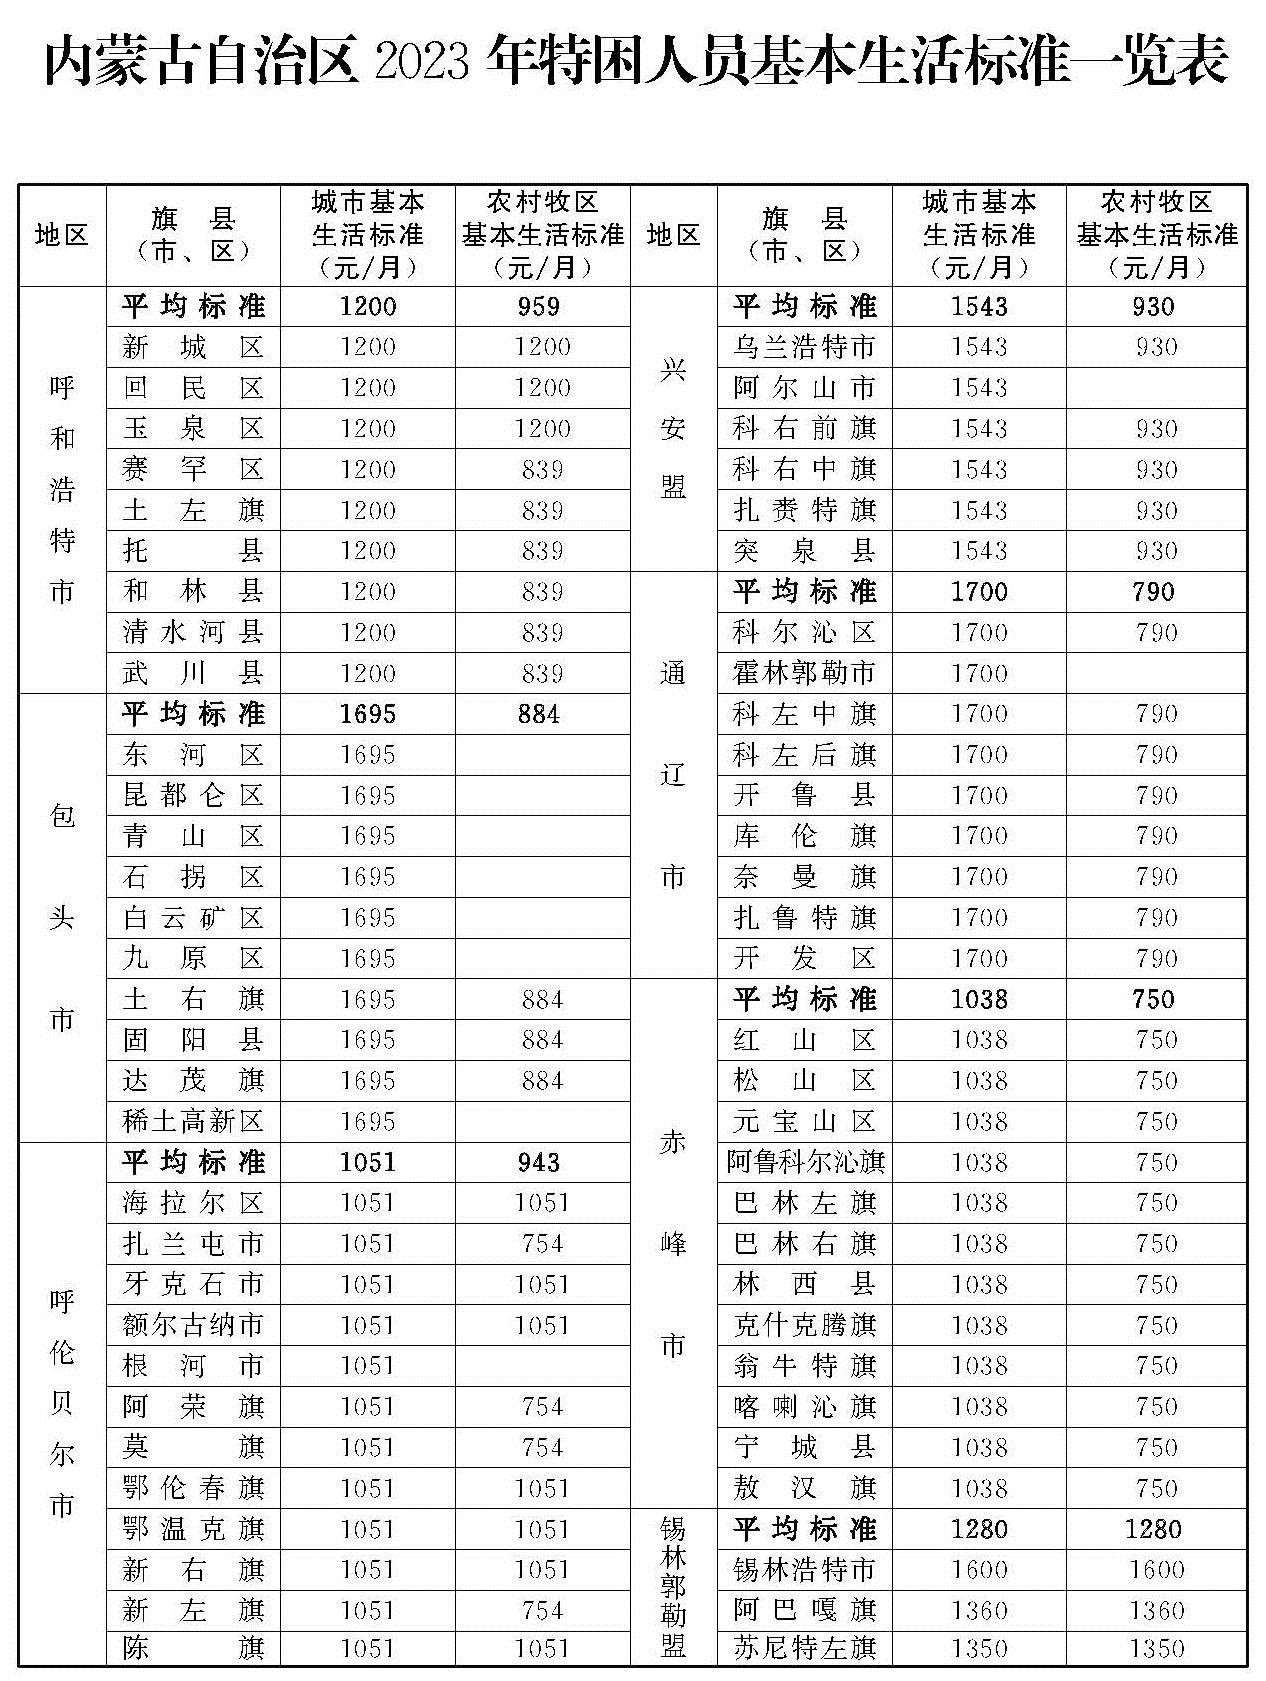 内蒙古自治区 2023 年特困人员基本生活标准一览表
地区 旗 县（市、区） 城市基本生活标准（元/月） 农村牧区基本生活标准（元/月） 地区 旗 县（市、区） 城市基本生活标准（元/月） 农村牧区基本生活标准（元/月）
呼和浩特市
平均标准 1200 959
新城区 1200 1200
回民区 1200 1200
玉泉区 1200 1200
赛罕区 1200 839
土左旗 1200 839
托县 1200 839
和林县 1200 839
清水河县 1200 839
武川县 1200 839
包头市
平均标准 1695 884
东河区 1695
昆都仑区 1695
青山区 1695
石拐区 1695
白云矿区 1695
九原区 1695
土右旗 1695 884
固阳县 1695 884
达茂旗 1695 884
稀土高新区 1695
呼伦贝尔市
平均标准 1051 943
海拉尔区 1051 1051
扎兰屯市 1051 754
牙克石市 1051 1051
额尔古纳市 1051 1051
根河市 1051
阿荣旗 1051 754
莫旗 1051 754
鄂伦春旗 1051 1051
鄂温克旗 1051 1051
新右旗 1051 1051
新左旗 1051 754
陈旗 1051 1051
兴安盟
平均标准 1543 930
乌兰浩特市 1543 930
阿尔山市 1543
科右前旗 1543 930
科右中旗 1543 930
扎赉特旗 1543 930
突泉县 1543 930
通辽市
平均标准 1700 790
科尔沁区 1700 790
霍林郭勒市 1700
科左中旗 1700 790
科左后旗 1700 790
开鲁县 1700 790
库伦旗 1700 790
奈曼旗 1700 790
扎鲁特旗 1700 790
开发区 1700 790
赤峰市
平均标准 1038 750
红山区 1038 750
松山区 1038 750
元宝山区 1038 750
阿鲁科尔沁旗 1038 750
巴林左旗 1038 750
巴林右旗 1038 750
林西县 1038 750
克什克腾旗 1038 750
翁牛特旗 1038 750
喀喇沁旗 1038 750
宁城县 1038 750
敖汉旗 1038 750
锡林郭勒盟
平均标准 1280 1280
锡林浩特市 1600 1600
阿巴嘎旗 1360 1360
苏尼特左旗 1350 1350